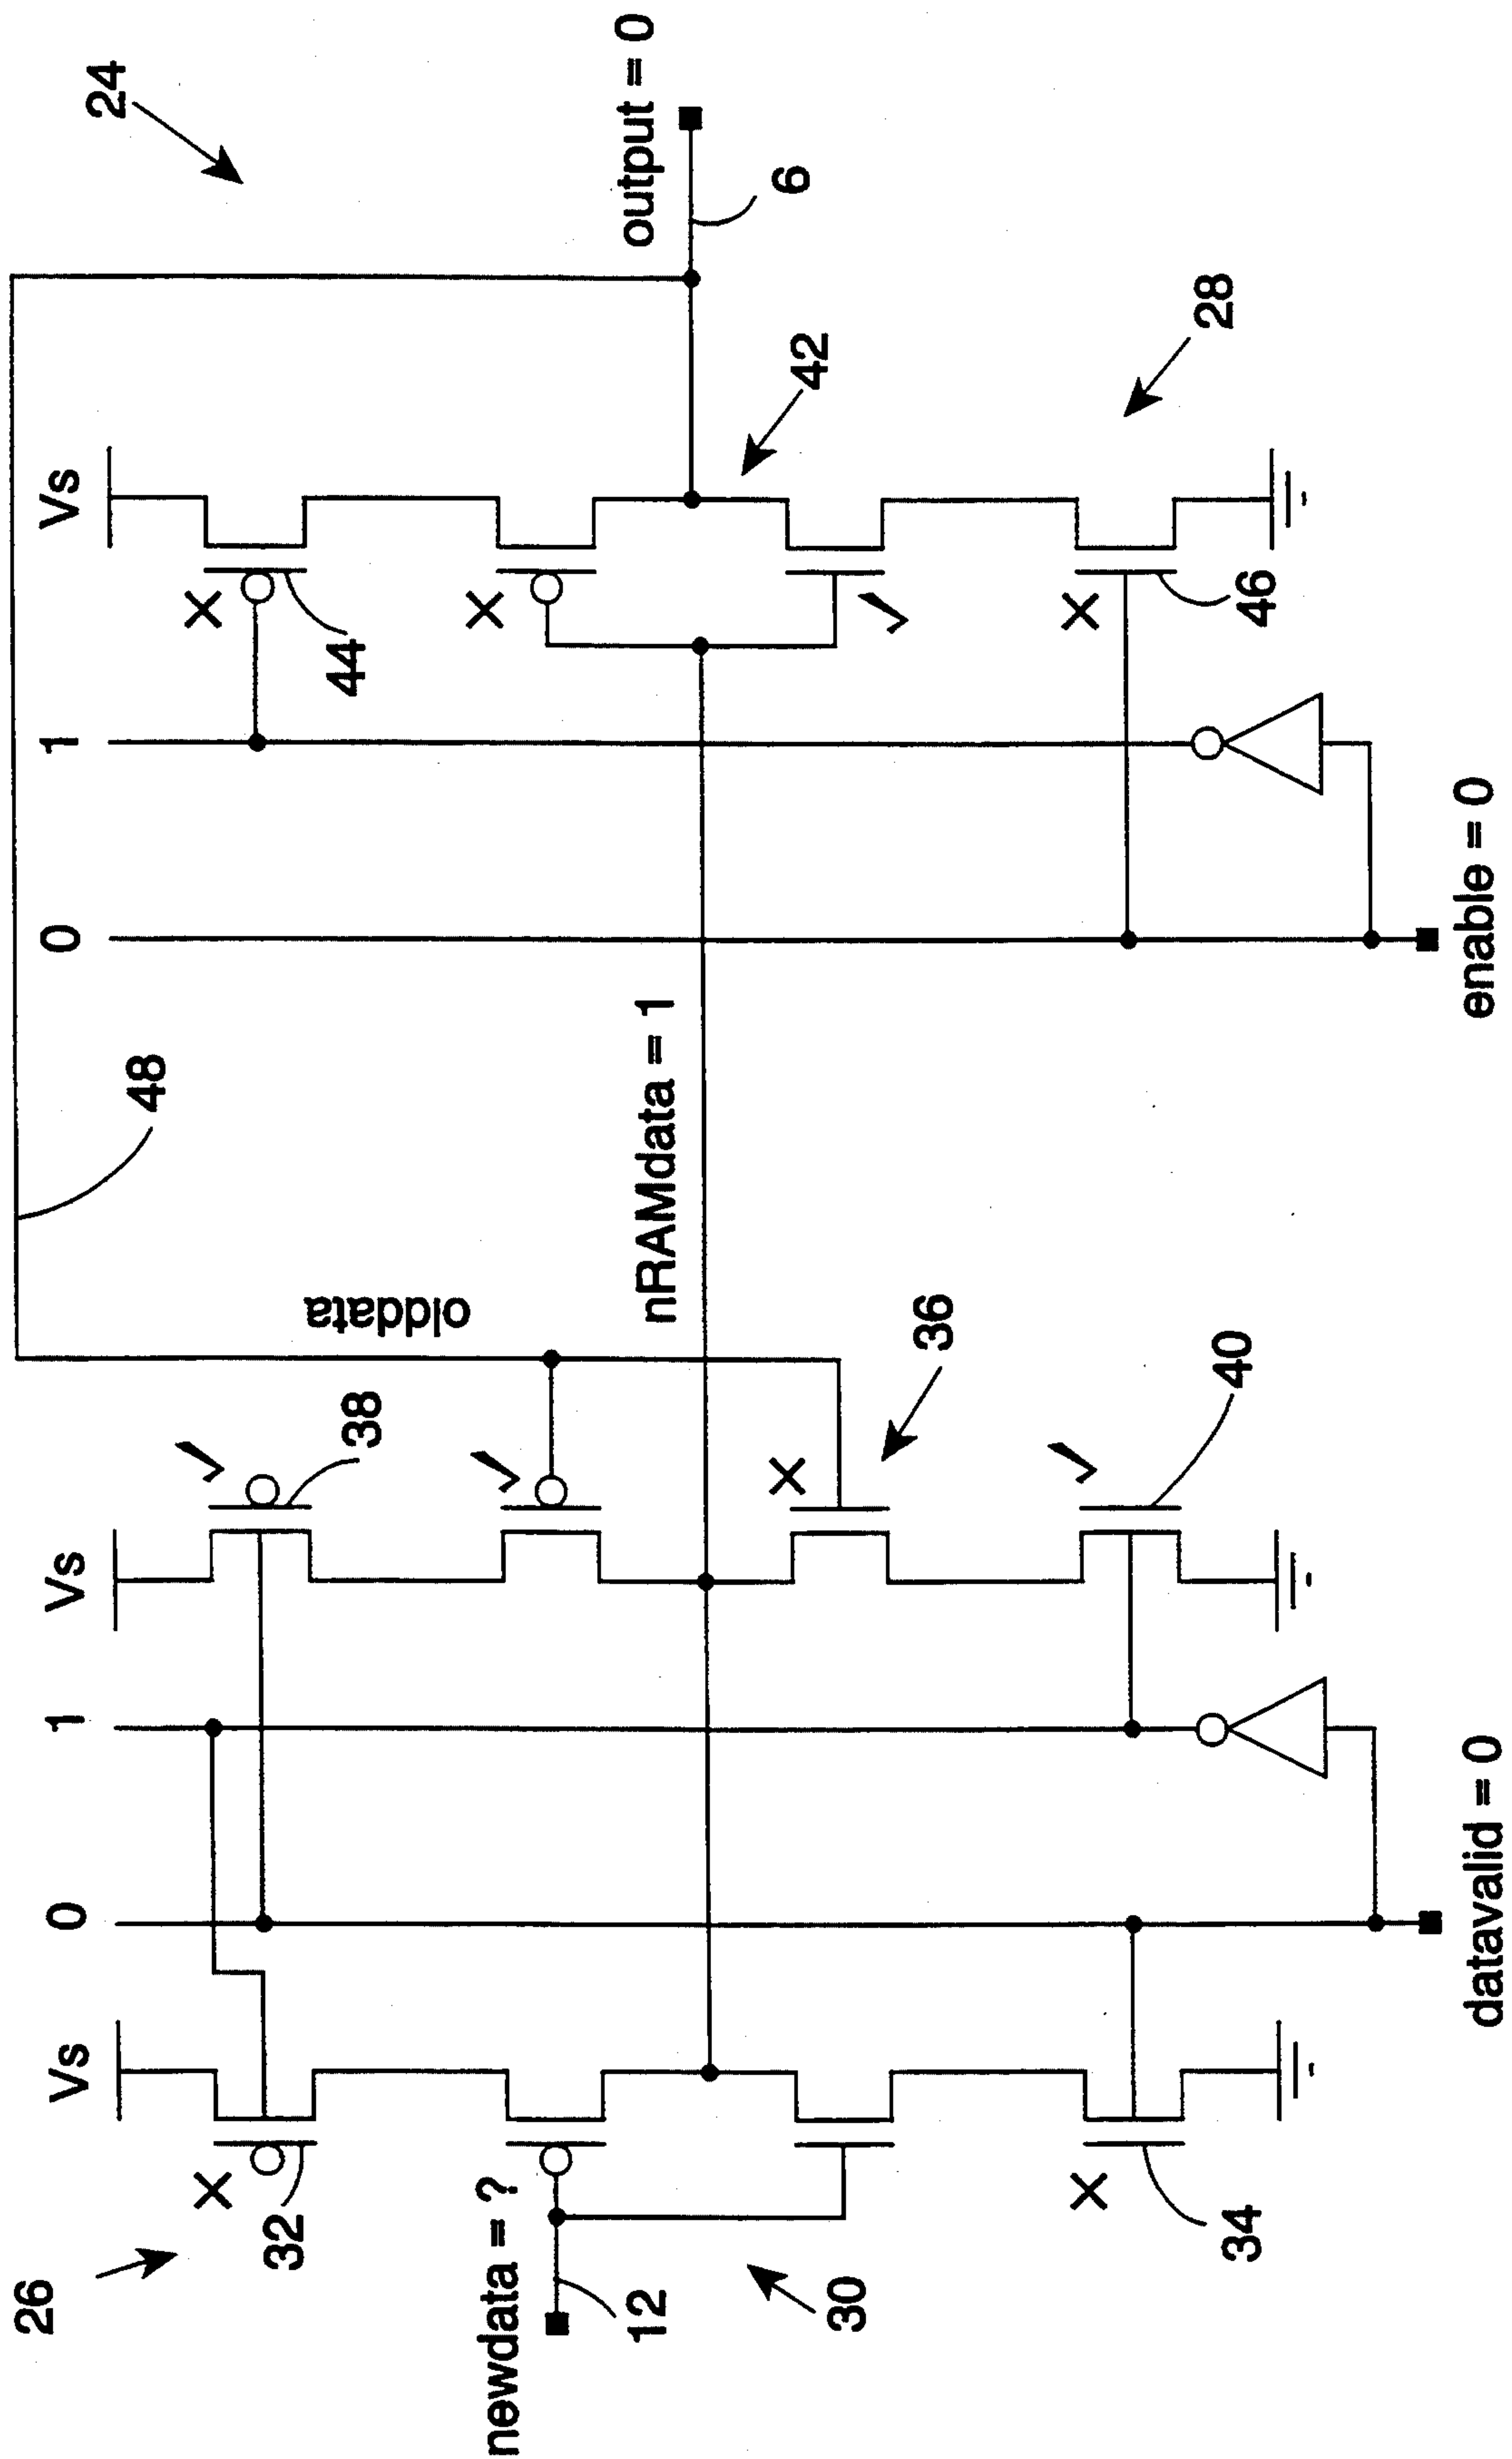 24
output = 0
6
Vs
1
0
44
42
28
46
enable = 0
48
nRAMdata = 1
olddata
Vs
1
0
Vs
38
36
40
datavalid = 0
26
32
newdata = ?
12
30
34